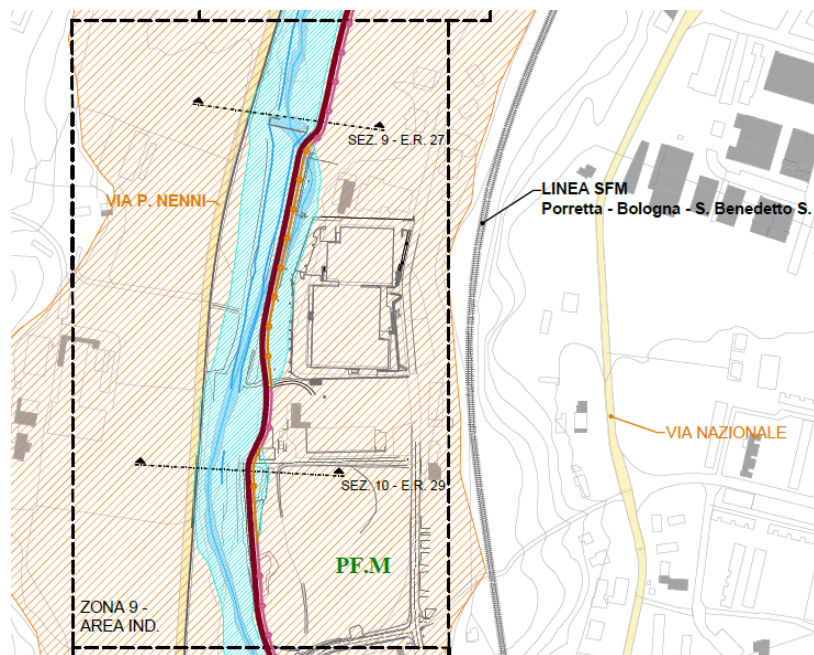 SEZ. 9 - E.R. 27
VIA P. NENNI
LINEA SFM
Porretta - Bologna - S. Benedetto S.
VIA NAZIONALE
SEZ. 10 - E.R. 29
PF.M
ZONA 9 -
AREA IND.